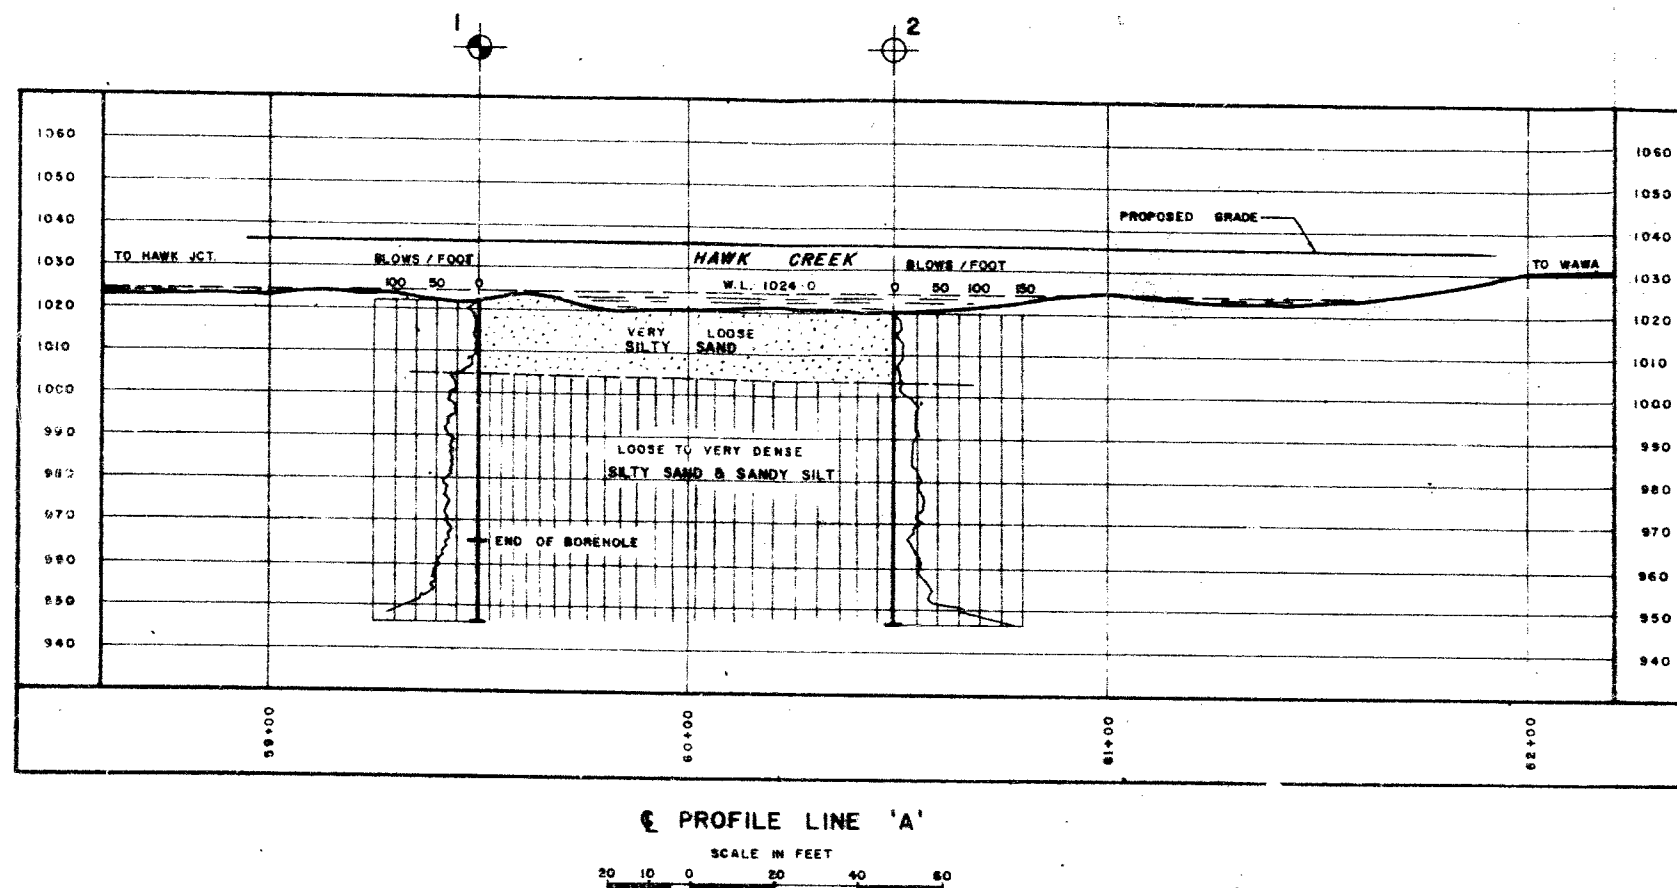 1
2
1060
1060
1050
1050
1040
PROPOSED GRADE
1040
TO HAWK JCT.
1030
BLOWS / FOOT
HAWK CREEK
BLOWS / FOOT
TO WAWA
1030
100 50 0
W.L. 1024.0
0 50 100 150
1020
1020
VERY LOOSE
SILTY SAND
1010
1010
1000
1000
990
990
LOOSE TO VERY DENSE
SILTY SAND & SANDY SILT
980
980
970
970
END OF BOREHOLE
960
960
950
950
940
940
59+00
60+00
61+00
62+00
℄ PROFILE LINE 'A'
SCALE IN FEET
20 10 0 20 40 60